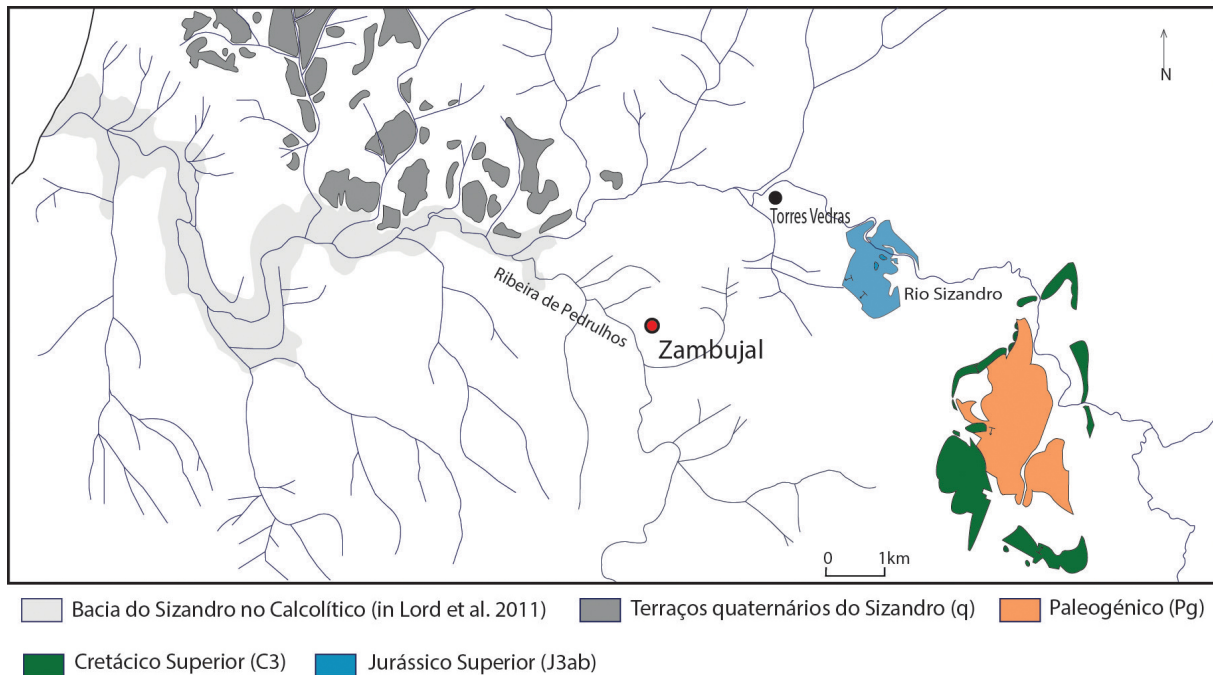 N
Torres Vedras
Rio Sizandro
Ribeira de Pedrulhos
Zambujal
0 1km
Bacia do Sizandro no Calcolítico (in Lord et al. 2011)
Terraços quaternários do Sizandro (q)
Paleogénico (Pg)
Cretácico Superior (C3)
Jurássico Superior (J3ab)